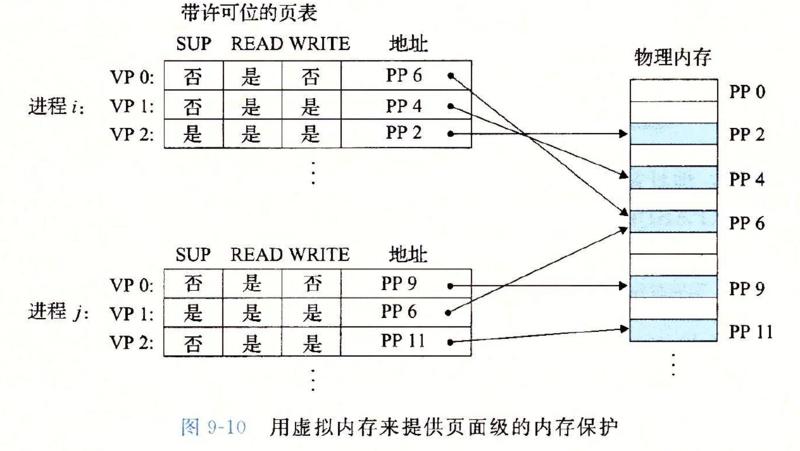 带许可位的页表
SUP READ WRITE 地址
VP 0: 否 是 否 PP 6
进程 i: VP 1: 否 是 是 PP 4
VP 2: 是 是 是 PP 2
⋮
物理内存
PP 0
PP 2
PP 4
PP 6
PP 9
PP 11
⋮
SUP READ WRITE 地址
VP 0: 否 是 否 PP 9
进程 j: VP 1: 是 是 是 PP 6
VP 2: 否 是 是 PP 11
⋮
图 9-10 用虚拟内存来提供页面级的内存保护